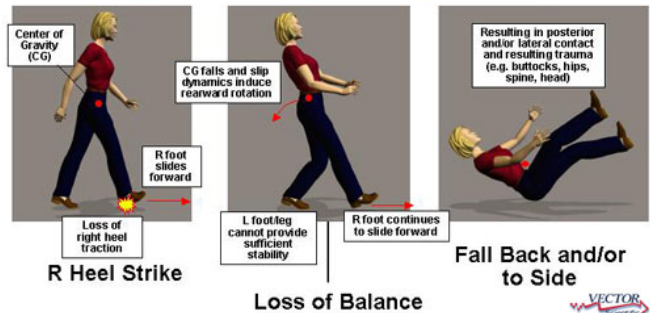 Center of
Gravity
(CG)
R foot
slides
forward
Loss of
right heel
traction
R Heel Strike
CG falls and slip
dynamics induce
rearward rotation
L foot/leg
cannot provide
sufficient
stability
R foot continues
to slide forward
Loss of Balance
Resulting in posterior
and/or lateral contact
and resulting trauma
(e.g. buttocks, hips,
spine, head)
Fall Back and/or
to Side
VECTOR